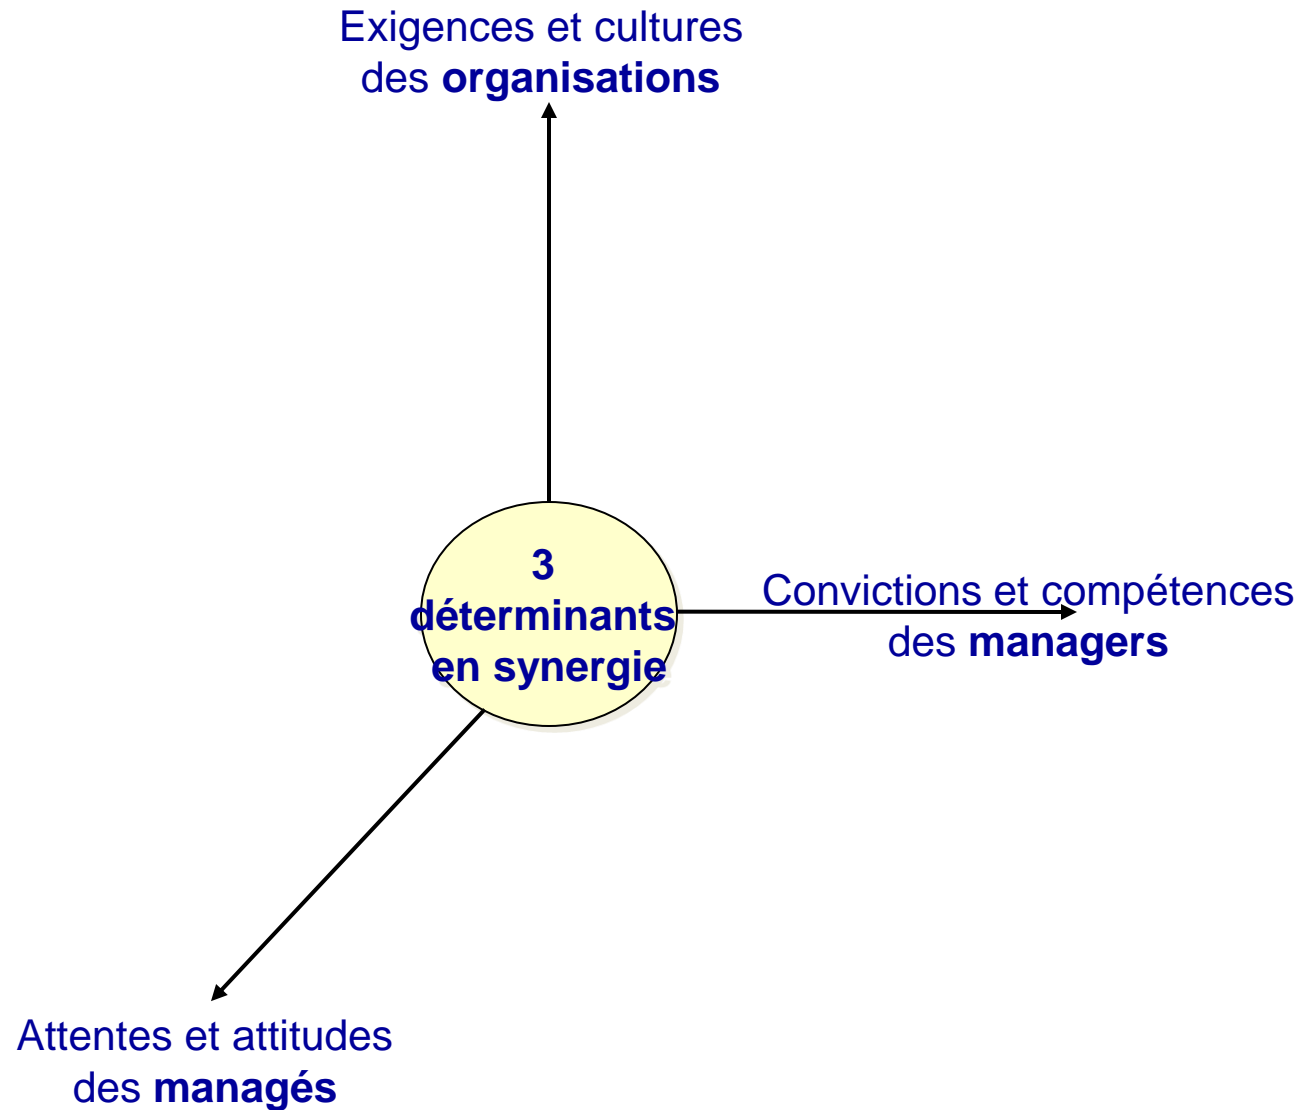 Exigences et cultures
des organisations
3
déterminants
en synergie
Convictions et compétences
des managers
Attentes et attitudes
des managés